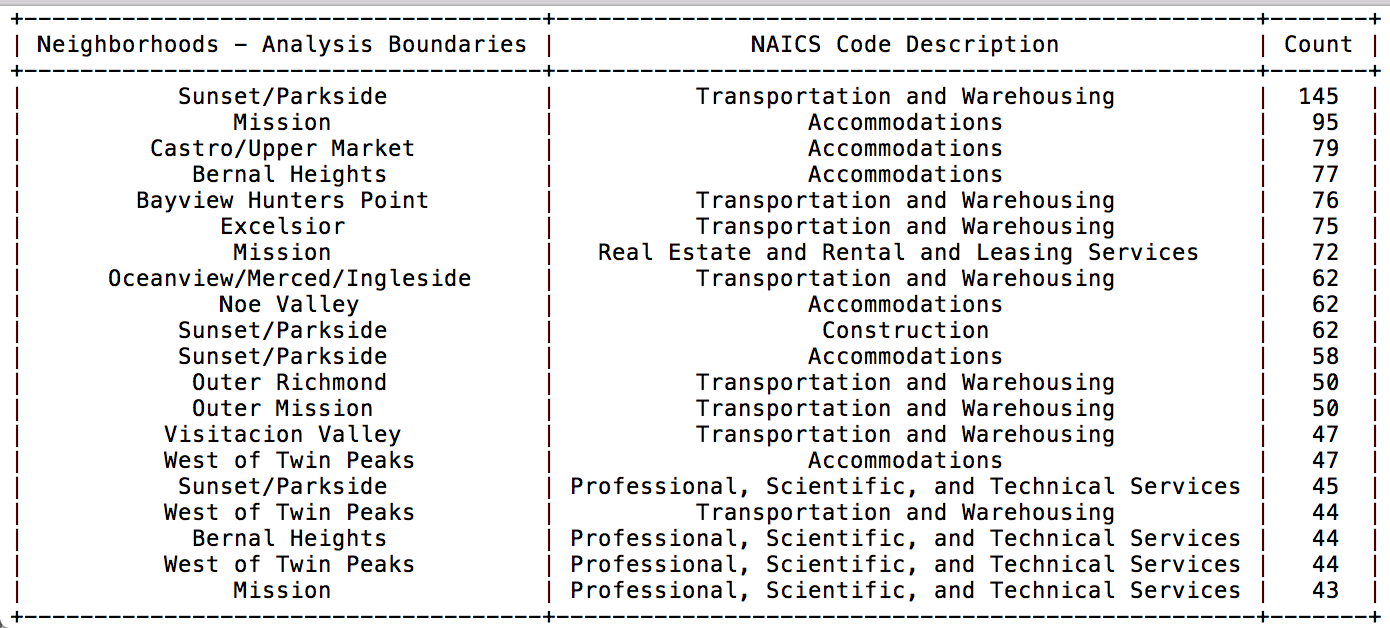 +--------------------------------------+----------------------------------------------------+--------+
| Neighborhoods - Analysis Boundaries | NAICS Code Description | Count |
+--------------------------------------+----------------------------------------------------+--------+
| Sunset/Parkside | Transportation and Warehousing | 145 |
| Mission | Accommodations | 95 |
| Castro/Upper Market | Accommodations | 79 |
| Bernal Heights | Accommodations | 77 |
| Bayview Hunters Point | Transportation and Warehousing | 76 |
| Excelsior | Transportation and Warehousing | 75 |
| Mission | Real Estate and Rental and Leasing Services | 72 |
| Oceanview/Merced/Ingleside | Transportation and Warehousing | 62 |
| Noe Valley | Accommodations | 62 |
| Sunset/Parkside | Construction | 62 |
| Sunset/Parkside | Accommodations | 58 |
| Outer Richmond | Transportation and Warehousing | 50 |
| Outer Mission | Transportation and Warehousing | 50 |
| Visitacion Valley | Transportation and Warehousing | 47 |
| West of Twin Peaks | Accommodations | 47 |
| Sunset/Parkside | Professional, Scientific, and Technical Services | 45 |
| West of Twin Peaks | Transportation and Warehousing | 44 |
| Bernal Heights | Professional, Scientific, and Technical Services | 44 |
| West of Twin Peaks | Professional, Scientific, and Technical Services | 44 |
| Mission | Professional, Scientific, and Technical Services | 43 |
+--------------------------------------+----------------------------------------------------+--------+